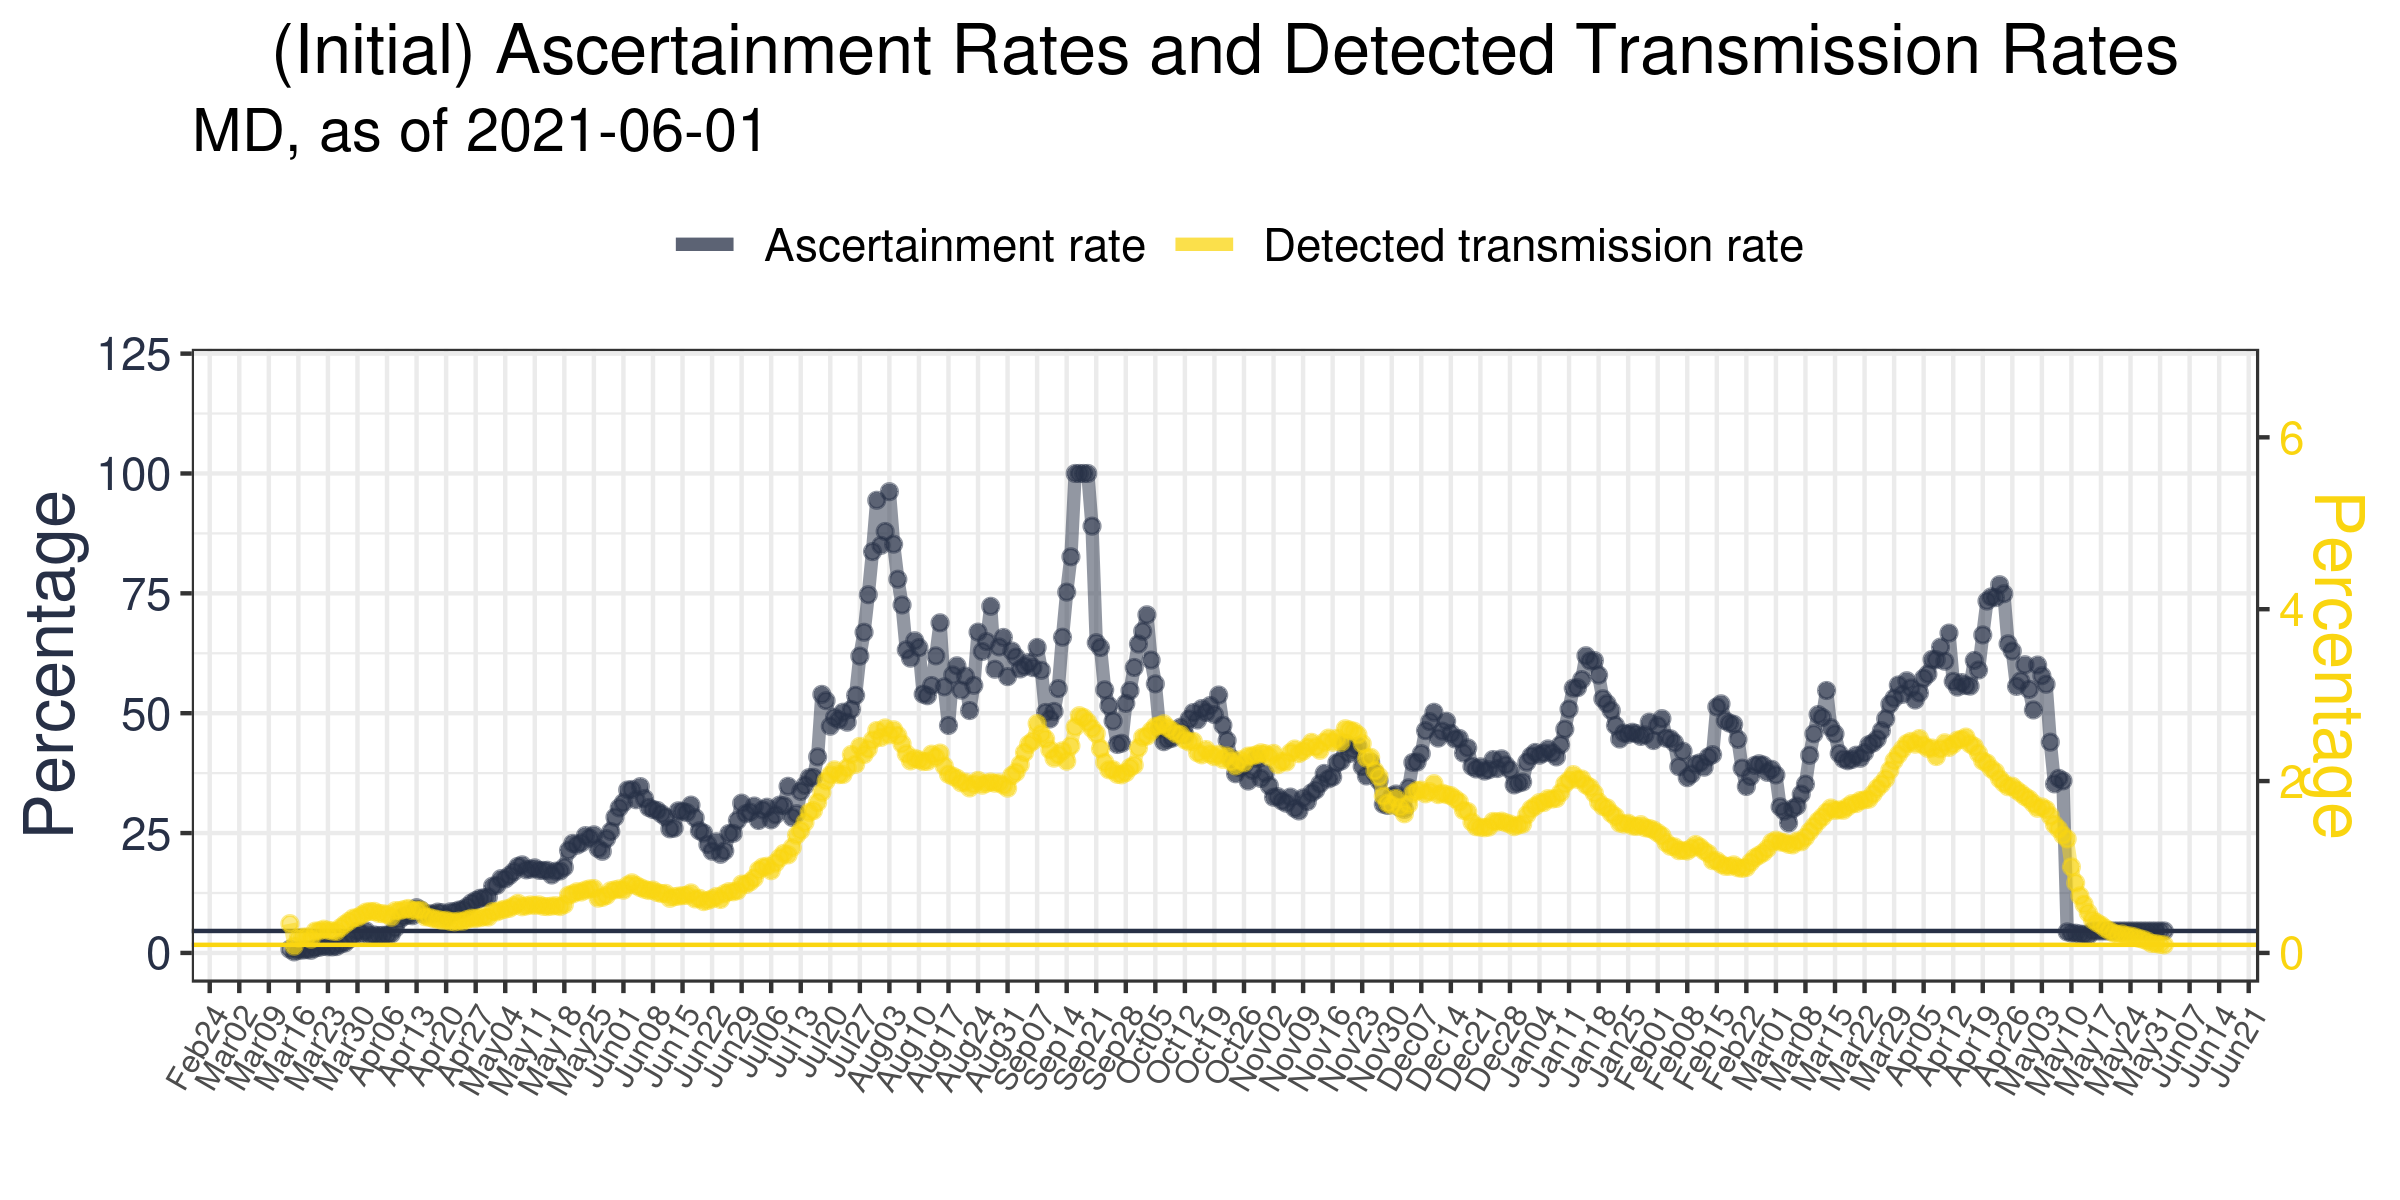 (Initial) Ascertainment Rates and Detected Transmission Rates
MD, as of 2021-06-01
Ascertainment rate
Detected transmission rate
Percentage
125
100
75
50
25
0
6
4
2
0
Percentage
Feb24
Mar02
Mar09
Mar16
Mar23
Mar30
Apr06
Apr13
Apr20
Apr27
May04
May11
May18
May25
Jun01
Jun08
Jun15
Jun22
Jun29
Jul06
Jul13
Jul20
Jul27
Aug03
Aug10
Aug17
Aug24
Aug31
Sep07
Sep14
Sep21
Sep28
Oct05
Oct12
Oct19
Oct26
Nov02
Nov09
Nov16
Nov23
Nov30
Dec07
Dec14
Dec21
Dec28
Jan04
Jan11
Jan18
Jan25
Feb01
Feb08
Feb15
Feb22
Mar01
Mar08
Mar15
Mar22
Mar29
Apr05
Apr12
Apr19
Apr26
May03
May10
May17
May24
May31
Jun07
Jun14
Jun21